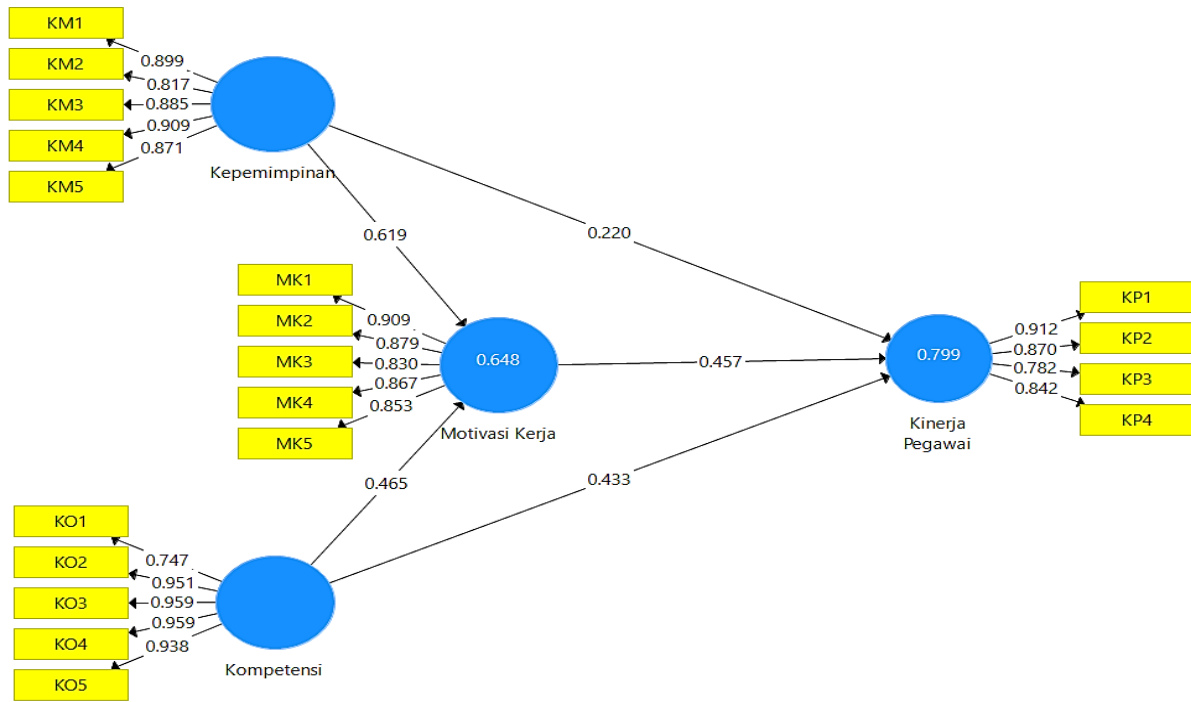 KM1
KM2
KM3
KM4
KM5
0.899
0.817
0.885
0.909
0.871
Kepemimpinan
0.619
0.220
MK1
MK2
MK3
MK4
MK5
0.909
0.879
0.830
0.867
0.853
0.648
Motivasi Kerja
0.457
0.799
Kinerja
Pegawai
0.912
0.870
0.782
0.842
KP1
KP2
KP3
KP4
0.465
0.433
KO1
KO2
KO3
KO4
KO5
0.747
0.951
0.959
0.959
0.938
Kompetensi